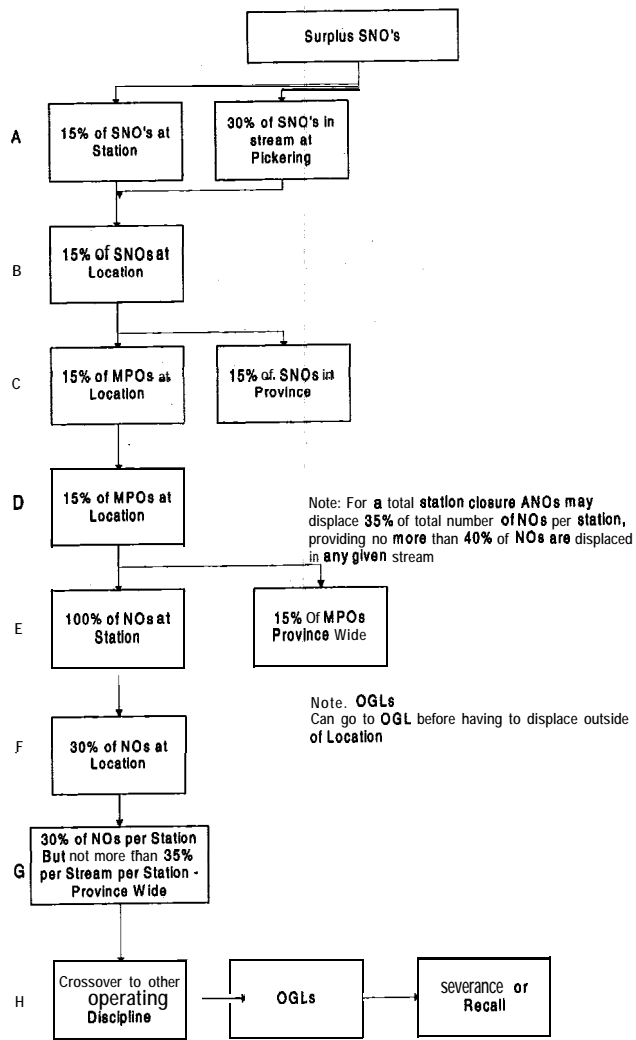 Surplus SNO's
A
15% of SNO's at
Station
30% of SNO's in
stream at
Pickering
B
15% of SNOs at
Location
C
15% of MPOs at
Location
15% of. SNOs in
Province
D
15% of MPOs at
Location
Note: For a total station closure ANOs may
displace 35% of total number of NOs per station,
providing no more than 40% of NOs are displaced
in any given stream
E
100% of NOs at
Station
15% Of MPOs
Province Wide
Note. OGLs
Can go to OGL before having to displace outside
of Location
F
30% of NOs at
Location
G
30% of NOs per Station
But not more than 35%
per Stream per Station -
Province Wide
H
Crossover to other
operating
Discipline
OGLs
severance or
Recall